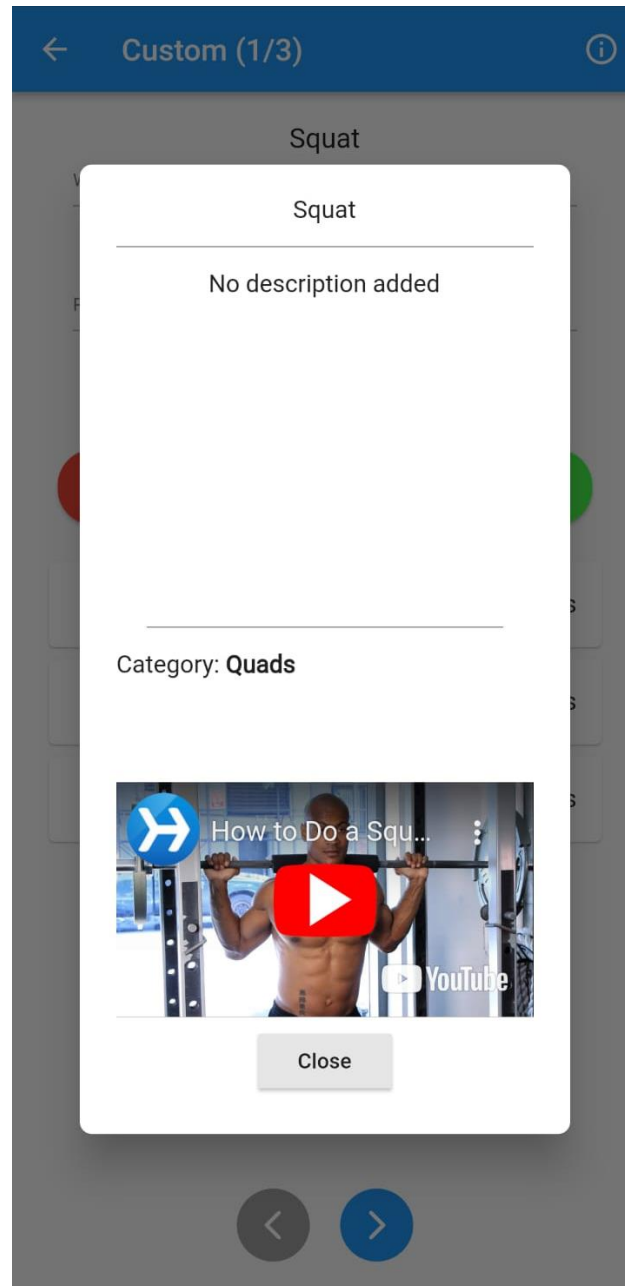 Custom (1/3)
Squat
Squat
No description added
Category: Quads
How to Do a Squ...
YouTube
Close